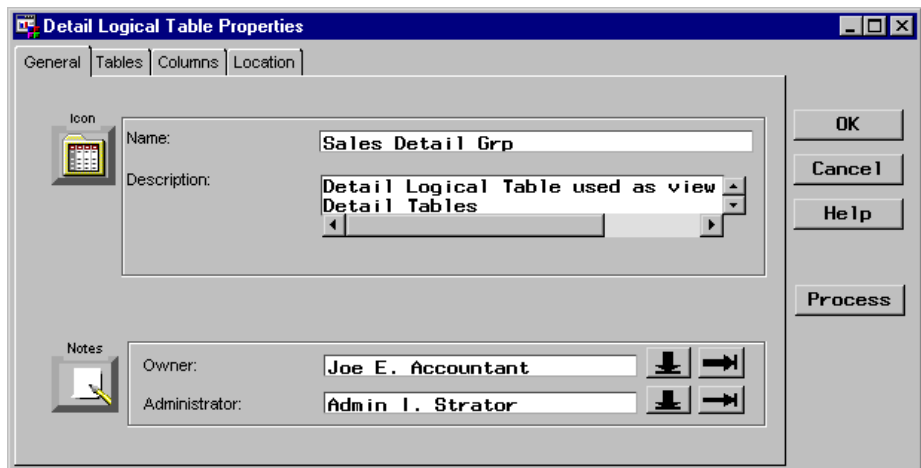 Detail Logical Table Properties
General Tables Columns Location
Icon
Name: Sales Detail Grp
Description: Detail Logical Table used as view
Detail Tables
OK
Cancel
Help
Process
Notes
Owner: Joe E. Accountant
Administrator: Admin I. Strator